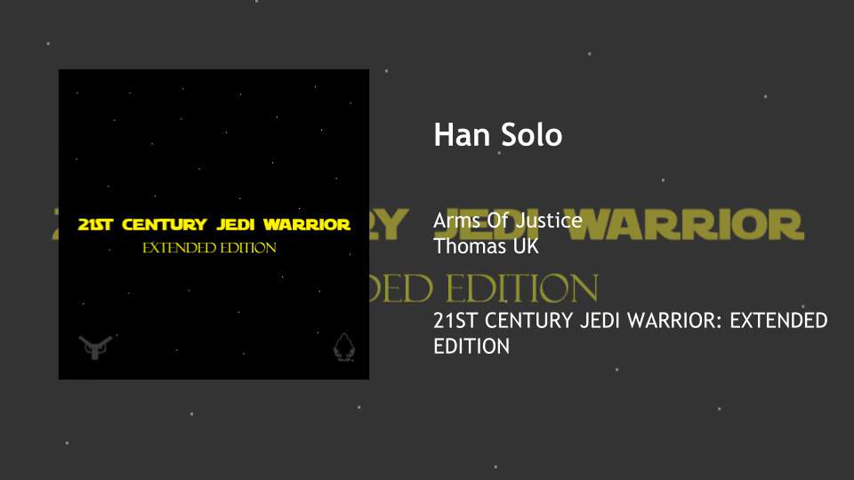 21ST CENTURY JEDI WARRIOR
EXTENDED EDITION
Han Solo
Arms Of Justice
Thomas UK
21ST CENTURY JEDI WARRIOR: EXTENDED
EDITION